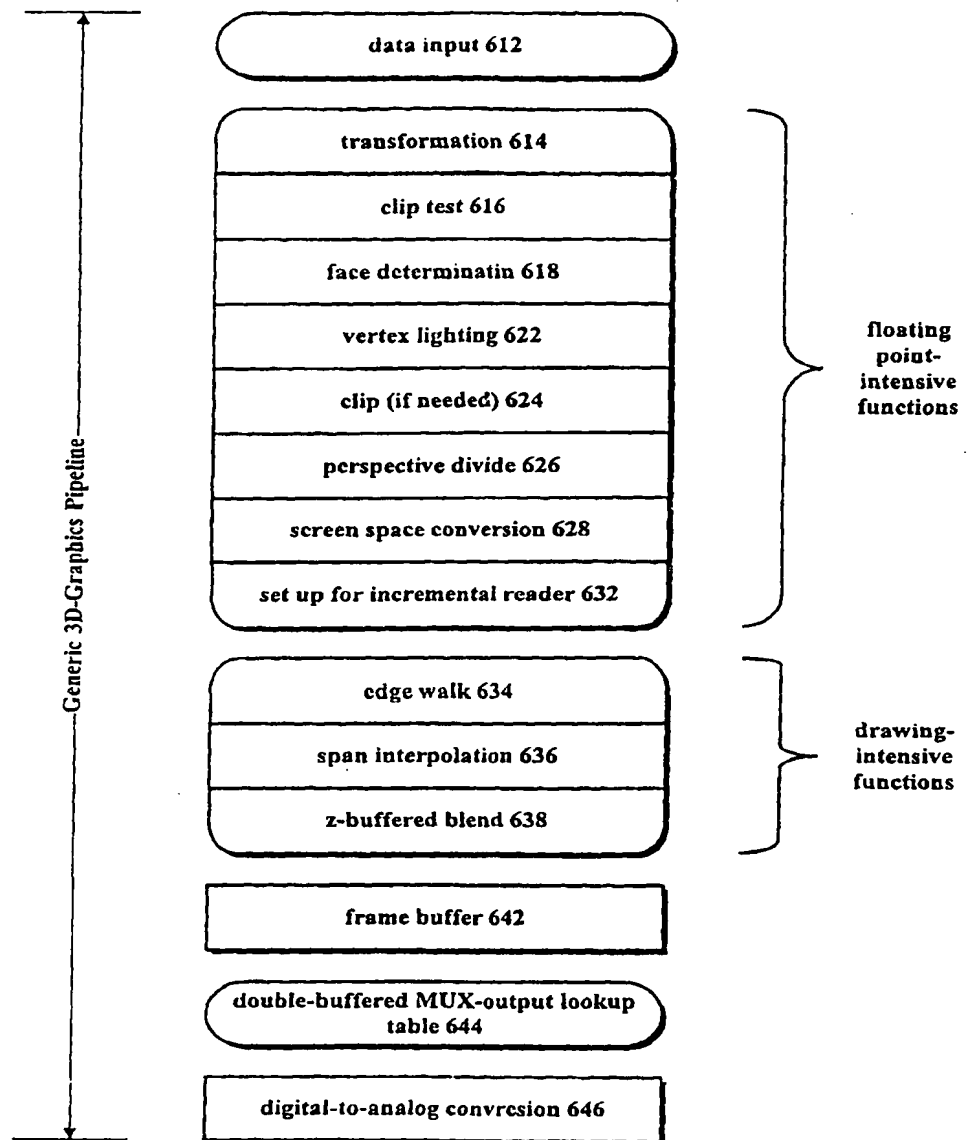 data input 612
transformation 614
clip test 616
face determinatin 618
vertex lighting 622
clip (if needed) 624
perspective divide 626
screen space conversion 628
set up for incremental reader 632
floating
point-
intensive
functions
edge walk 634
span interpolation 636
z-buffered blend 638
drawing-
intensive
functions
frame buffer 642
double-buffered MUX-output lookup
table 644
digital-to-analog convresion 646
Generic 3D-Graphics Pipeline